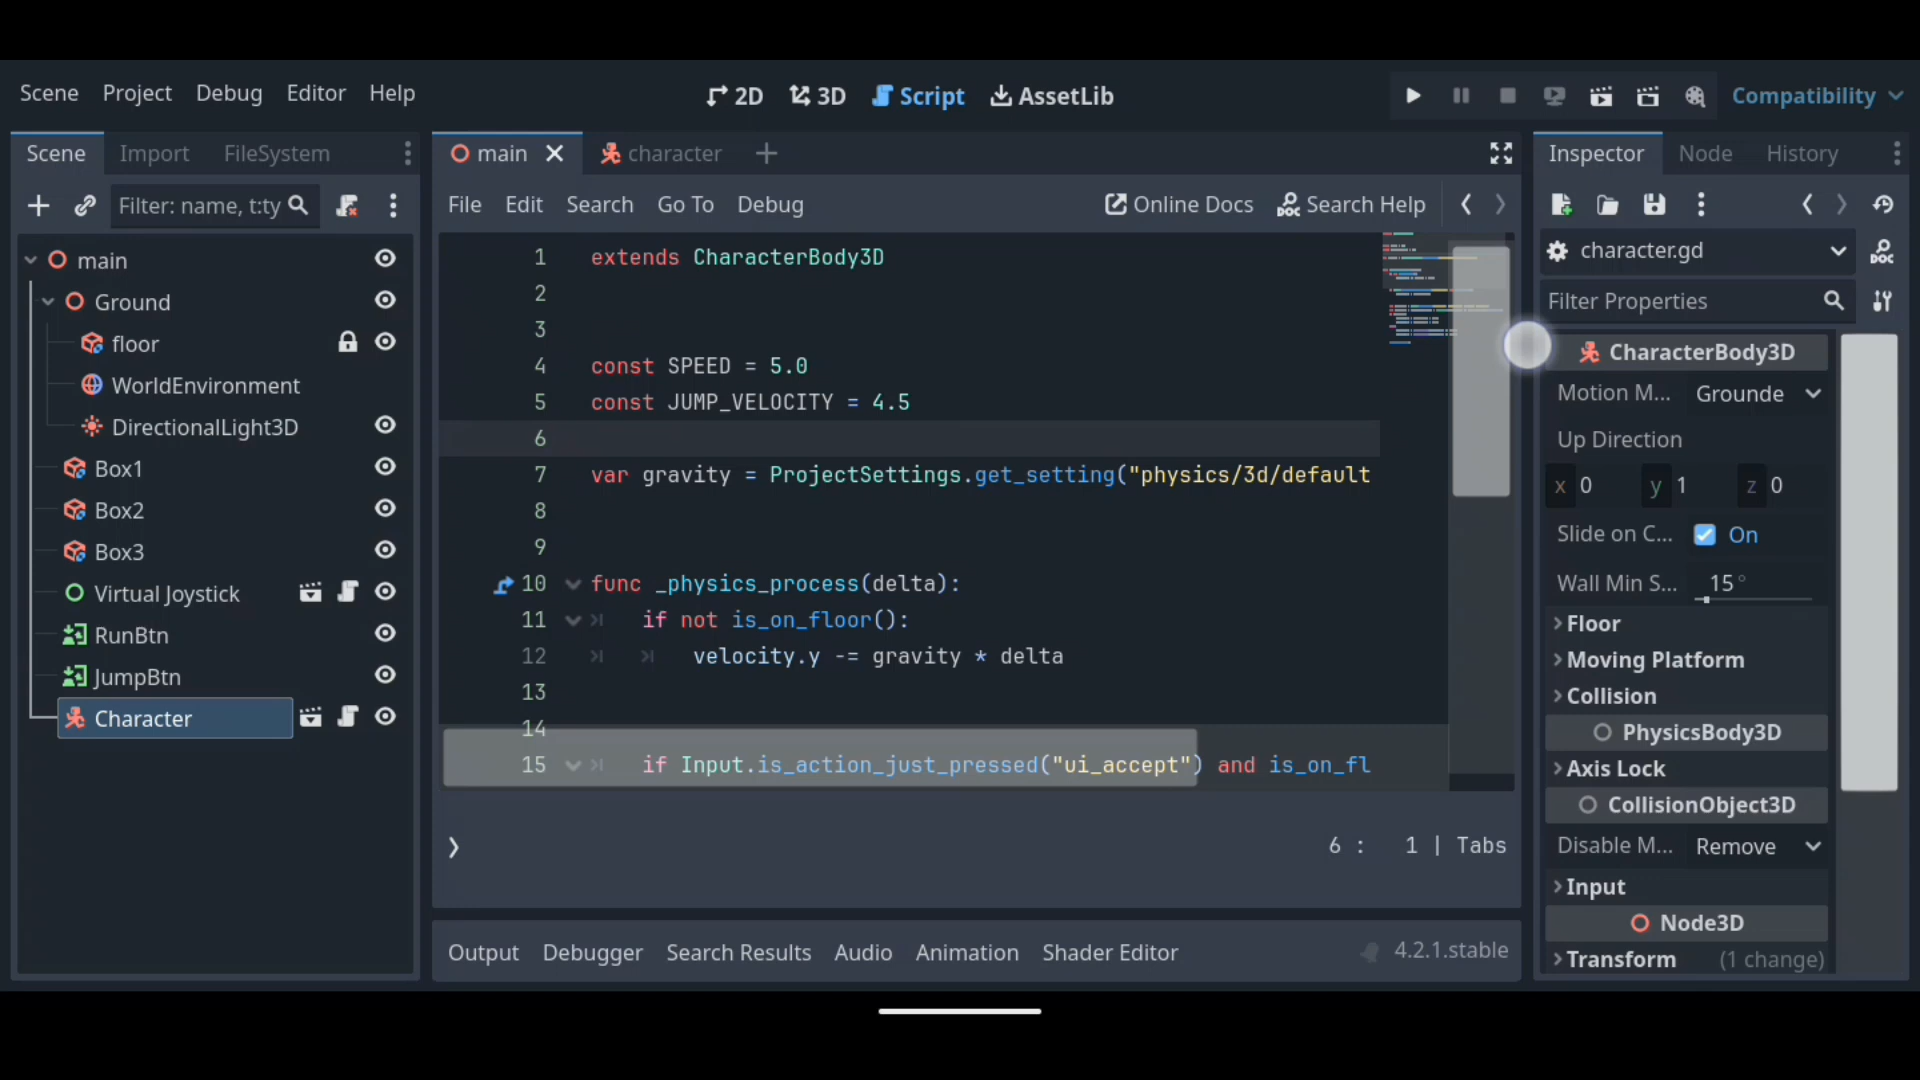 Scene Project Debug Editor Help
2D 3D Script AssetLib
Compatibility
Scene Import FileSystem
Filter: name, t:ty
main
Ground
floor
WorldEnvironment
DirectionalLight3D
Box1
Box2
Box3
Virtual Joystick
RunBtn
JumpBtn
Character
main character
File Edit Search Go To Debug Online Docs Search Help
1 extends CharacterBody3D
2
3
4 const SPEED = 5.0
5 const JUMP_VELOCITY = 4.5
6
7 var gravity = ProjectSettings.get_setting("physics/3d/default
8
9
10 func _physics_process(delta):
11 if not is_on_floor():
12 velocity.y -= gravity * delta
13
14
15 if Input.is_action_just_pressed("ui_accept") and is_on_fl
6 : 1 | Tabs
Output Debugger Search Results Audio Animation Shader Editor 4.2.1.stable
Inspector Node History
character.gd
DOC
Filter Properties
CharacterBody3D
Motion M... Grounde
Up Direction
x 0 y 1 z 0
Slide on C... On
Wall Min S... 15°
Floor
Moving Platform
Collision
PhysicsBody3D
Axis Lock
CollisionObject3D
Disable M... Remove
Input
Node3D
Transform (1 change)